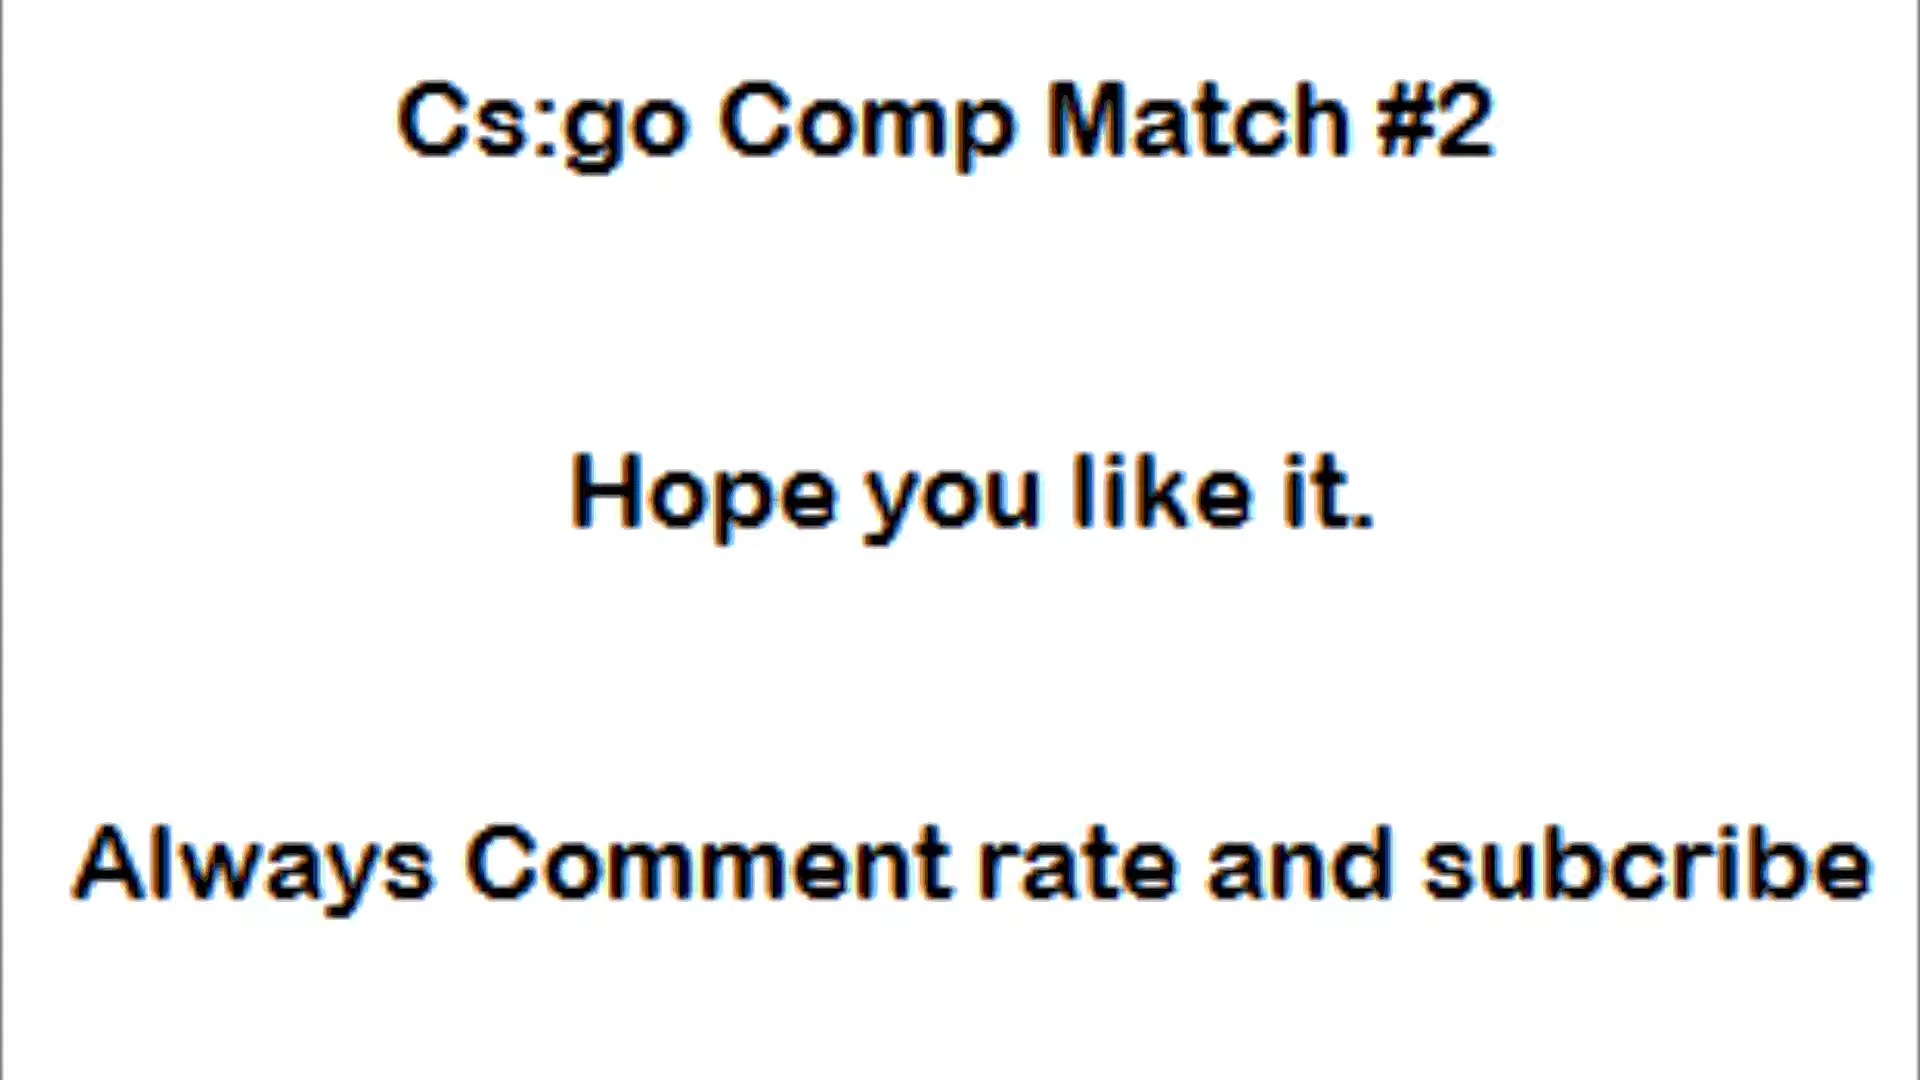 Cs:go Comp Match #2
Hope you like it.
Always Comment rate and subcribe